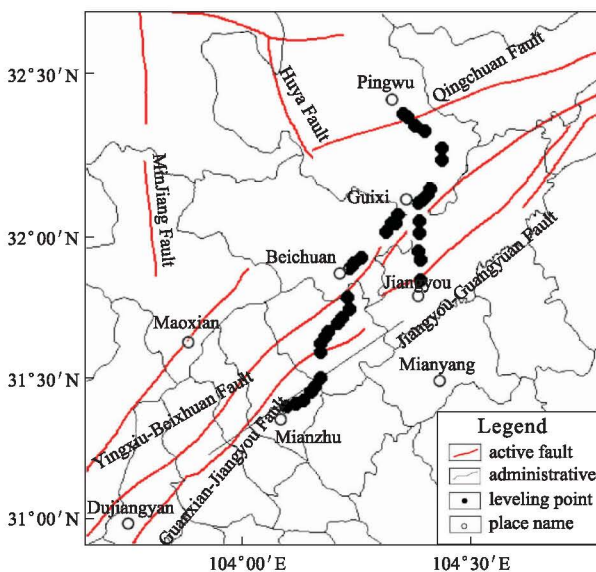 32°30′N
32°00′N
31°30′N
31°00′N
104°00′E
104°30′E
Pingwu
Qingchuan Fault
Huya Fault
MinJiang Fault
Guixi
Beichuan
Jiangyou
Jiangyou-Guangyuan Fault
Maoxian
Mianyang
Yingxiu-Beixhuan Fault
Mianzhu
Guanxian-Jiangyou Fault
Dujiangyan
Legend
active fault
administrative
leveling point
place name